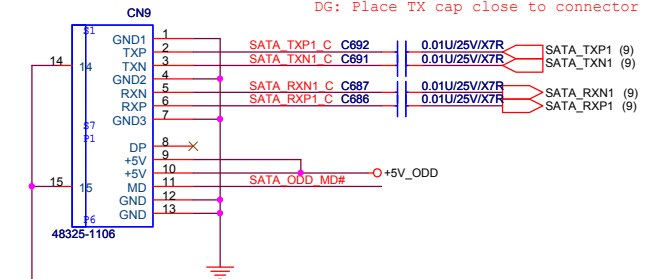 DG: Place TX cap close to connector
CN9
S1
GND1 1
TXP 2 SATA_TXP1_C C692 0.01U/25V/X7R SATA_TXP1 (9)
14 14 TXN 3 SATA_TXN1_C C691 0.01U/25V/X7R SATA_TXN1 (9)
GND2 4
RXN 5 SATA_RXN1_C C687 0.01U/25V/X7R SATA_RXN1 (9)
RXP 6 SATA_RXP1_C C686 0.01U/25V/X7R SATA_RXP1 (9)
GND3 7
S7
P1
DP 8
+5V 9
+5V 10 +5V_ODD
15 15 MD 11 SATA_ODD_MD#
GND 12
GND 13
P6
48325-1106